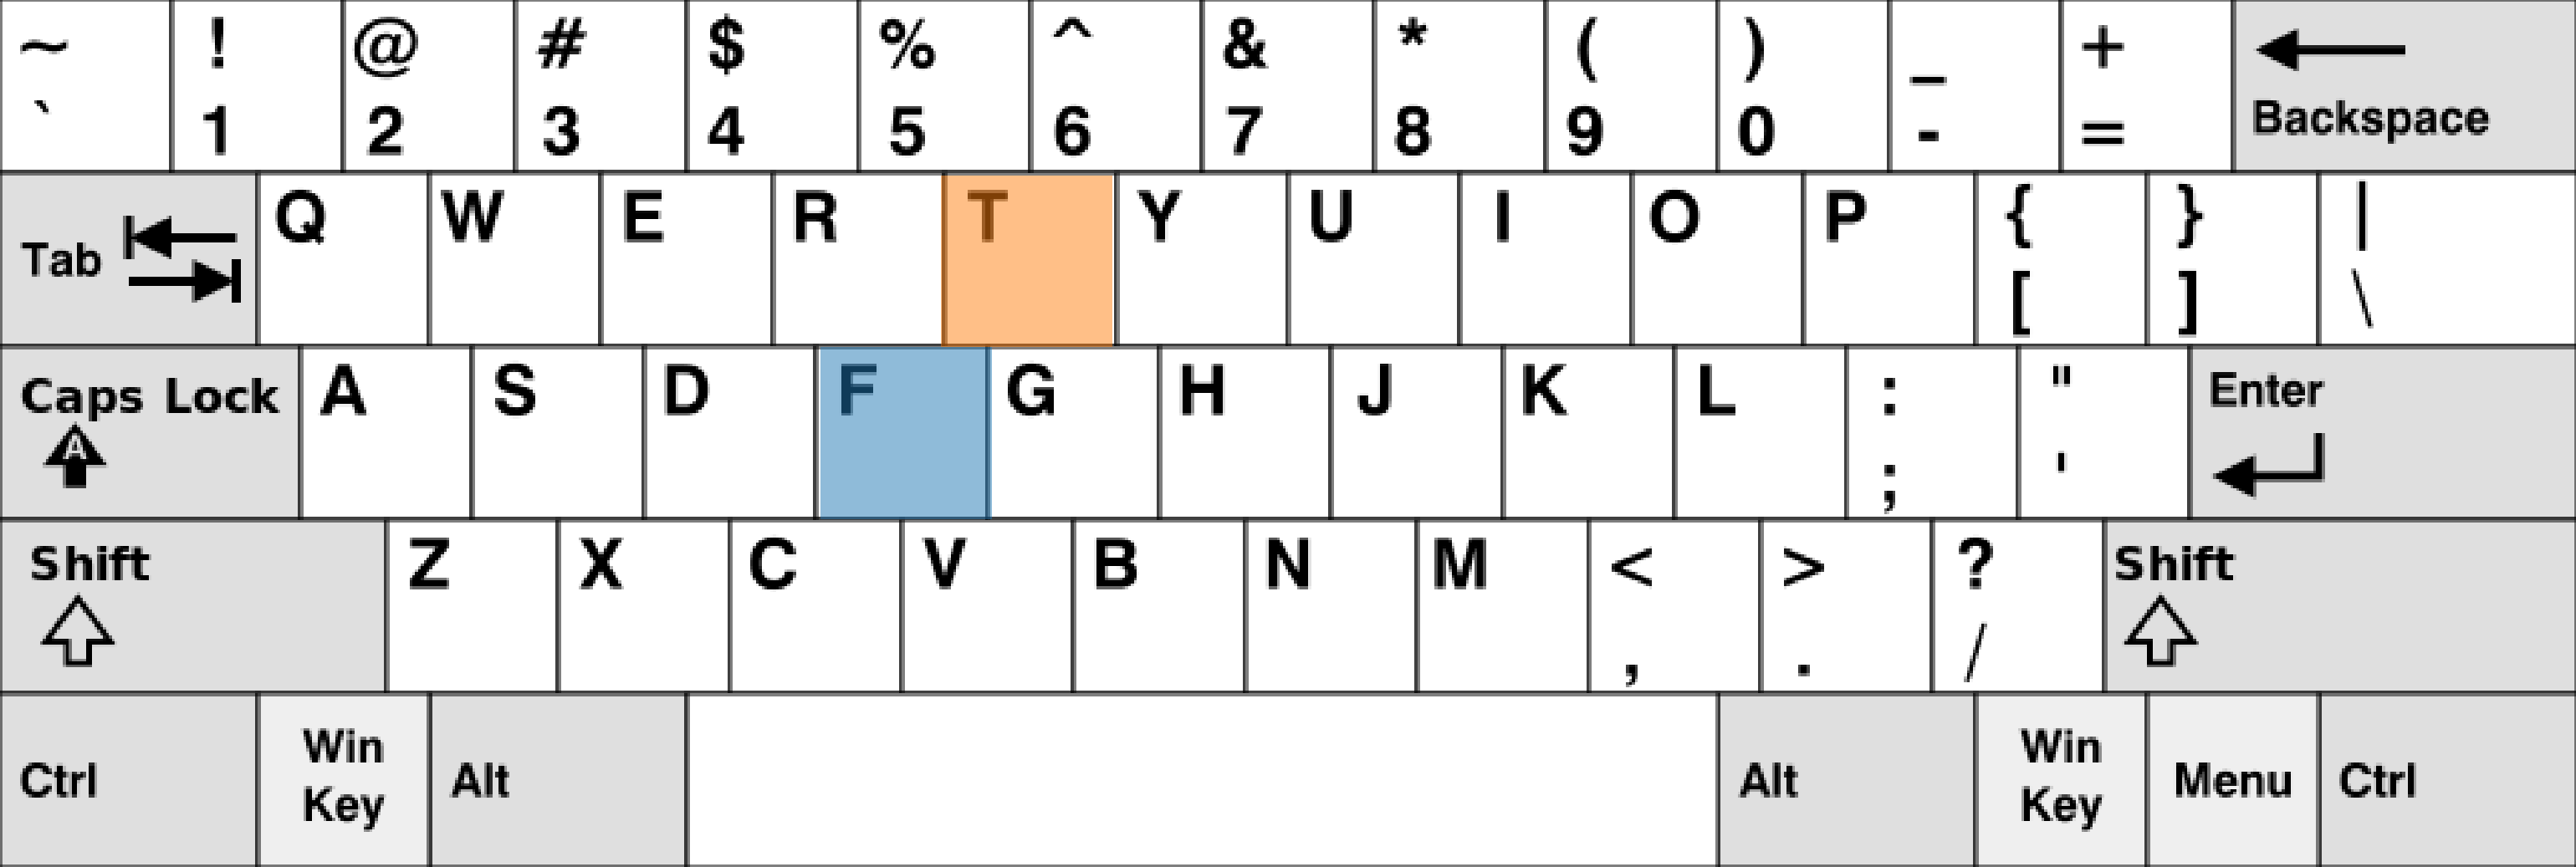 ~ ! @ # $ % ^ & * ( ) _ +
` 1 2 3 4 5 6 7 8 9 0 - = Backspace
Tab Q W E R T Y U I O P { } |
[ ] \
Caps Lock A S D F G H J K L : " Enter
A ; '
Shift Z X C V B N M < > ? Shift
, . /
Ctrl Win Key Alt Alt Win Key Menu Ctrl